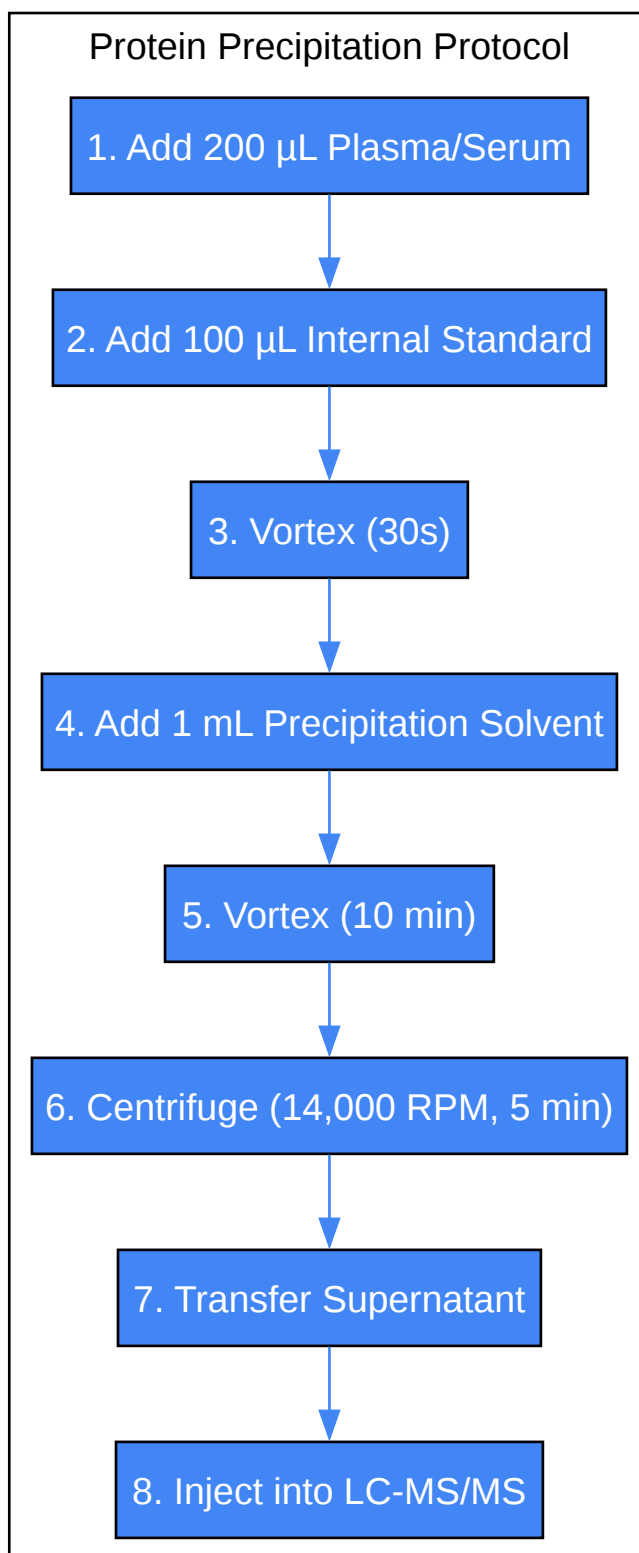 Protein Precipitation Protocol
1. Add 200 µL Plasma/Serum
2. Add 100 µL Internal Standard
3. Vortex (30s)
4. Add 1 mL Precipitation Solvent
5. Vortex (10 min)
6. Centrifuge (14,000 RPM, 5 min)
7. Transfer Supernatant
8. Inject into LC-MS/MS